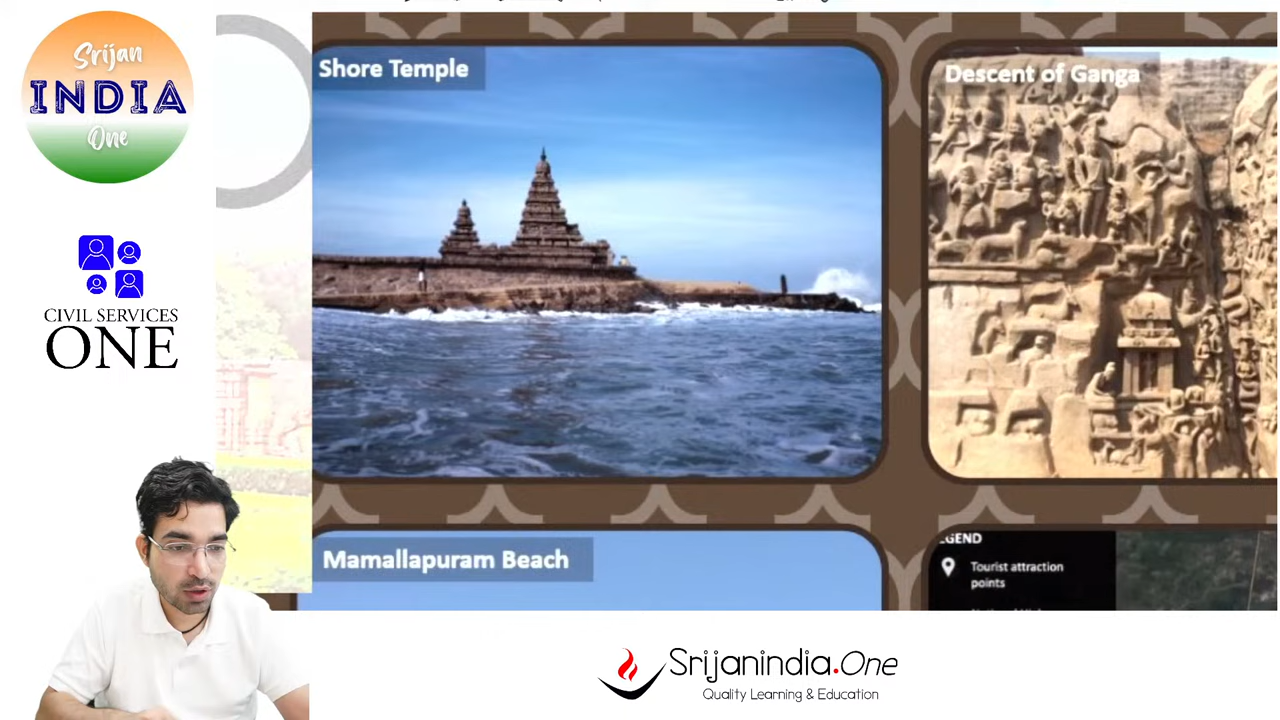 Srijan
INDIA
One
CIVIL SERVICES
ONE
Shore Temple
Descent of Ganga
Mamallapuram Beach
Tourist attraction
points
Srijanindia.One
Quality Learning & Education